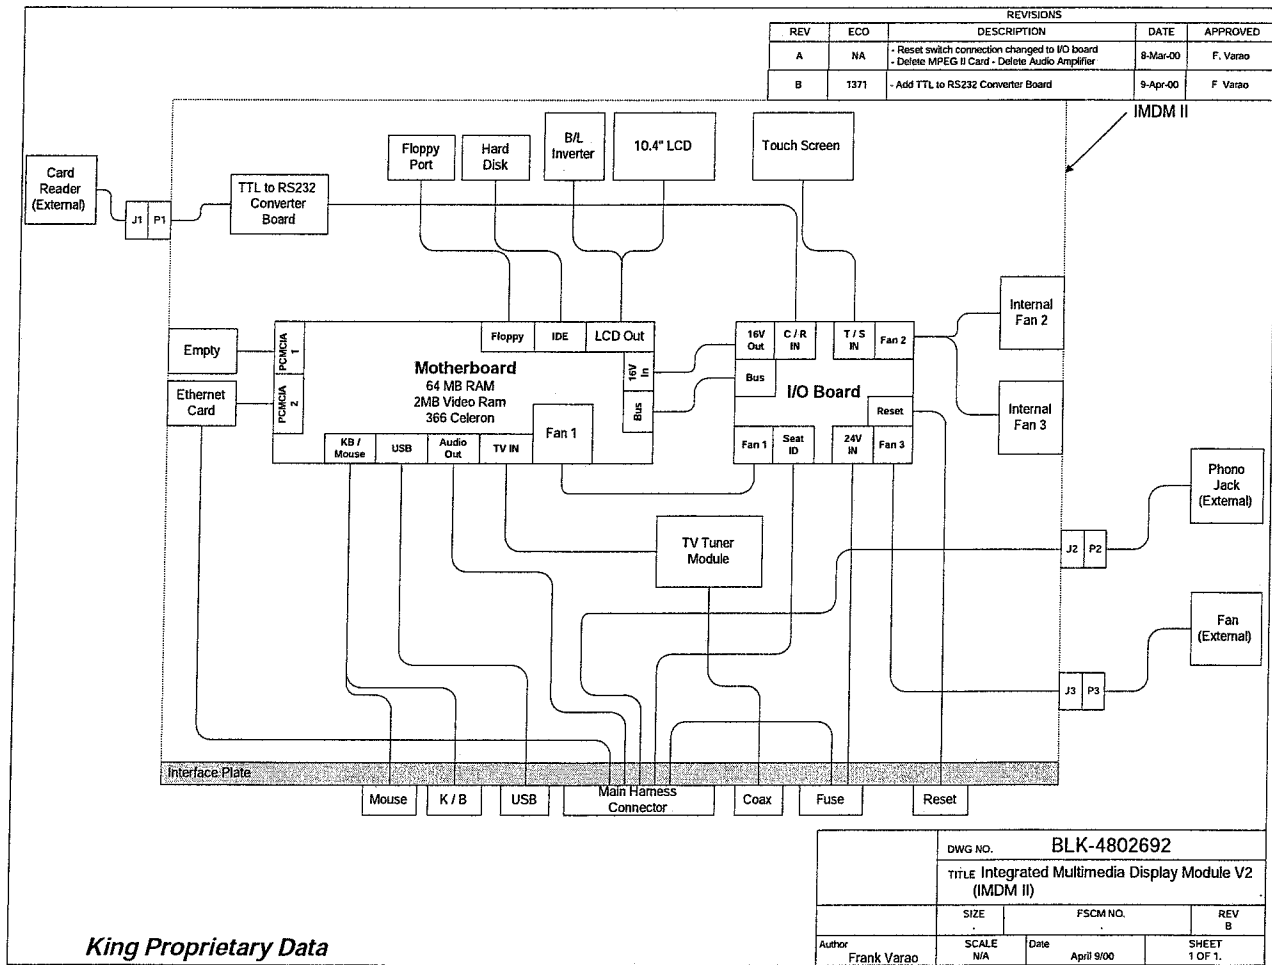 REVISIONS
REV ECO DESCRIPTION DATE APPROVED
A NA - Reset switch connection changed to I/O board 8-Mar-00 F. Varao
- Delete MPEG II Card - Delete Audio Amplifier
B 1371 - Add TTL to RS232 Converter Board 9-Apr-00 F Varao
IMDM II
Card
Reader
(External)
J1 P1
TTL to RS232
Converter
Board
Floppy
Port
Hard
Disk
B/L
Inverter
10.4" LCD
Touch Screen
Internal
Fan 2
Internal
Fan 3
Empty
Ethernet
Card
PCMCIA
1
PCMCIA
2
Floppy IDE LCD Out
16V
In
Bus
Motherboard
64 MB RAM
2MB Video Ram
366 Celeron
Fan 1
KB /
Mouse
USB
Audio
Out
TV IN
16V
Out
C / R
IN
T / S
IN
Fan 2
Bus
I/O Board
Reset
Fan 1
Seat
ID
24V
IN
Fan 3
TV Tuner
Module
Phono
Jack
(External)
J2 P2
Fan
(External)
J3 P3
Interface Plate
Mouse
K / B
USB
Main Harness
Connector
Coax
Fuse
Reset
DWG NO. BLK-4802692
TITLE Integrated Multimedia Display Module V2
(IMDM II)
SIZE FSCM NO. REV
B
Author
Frank Varao
SCALE
N/A
Date
April 9/00
SHEET
1 OF 1.
King Proprietary Data